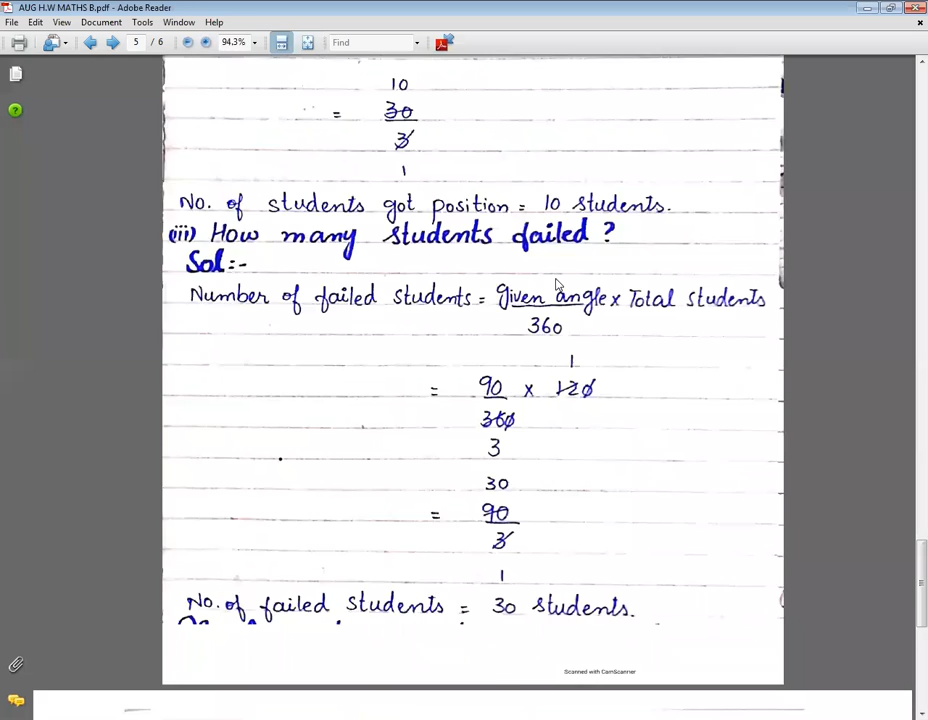 AUG H.W MATHS B.pdf - Adobe Reader
File Edit View Document Tools Window Help
5 / 6 94.3% Find
10
= 30
3
1
No. of students got position = 10 students.
(iii) How many students failed ?
Sol:-
Number of failed students = Given angle x Total students
360
1
= 90 x 120
360
3
30
= 90
3
1
No. of failed students = 30 students.
Scanned with CamScanner